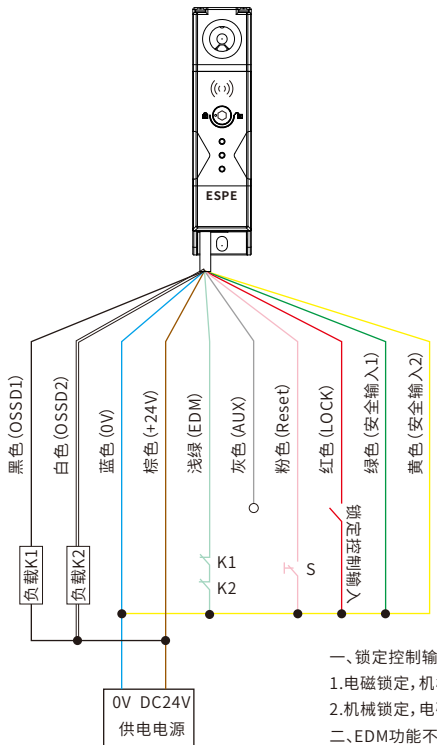 ESPE
黑色(OSSD1)
白色(OSSD2)
蓝色(0V)
棕色(+24V)
浅绿(EDM)
灰色(AUX)
粉色(Reset)
红色(LOCK)
绿色(安全输入1)
黄色(安全输入2)
负载K1
负载K2
K1
K2
S
锁定控制输入
0V DC24V
供电电源
一、锁定控制输
1.电磁锁定,机
2.机械锁定,电
二、EDM功能不